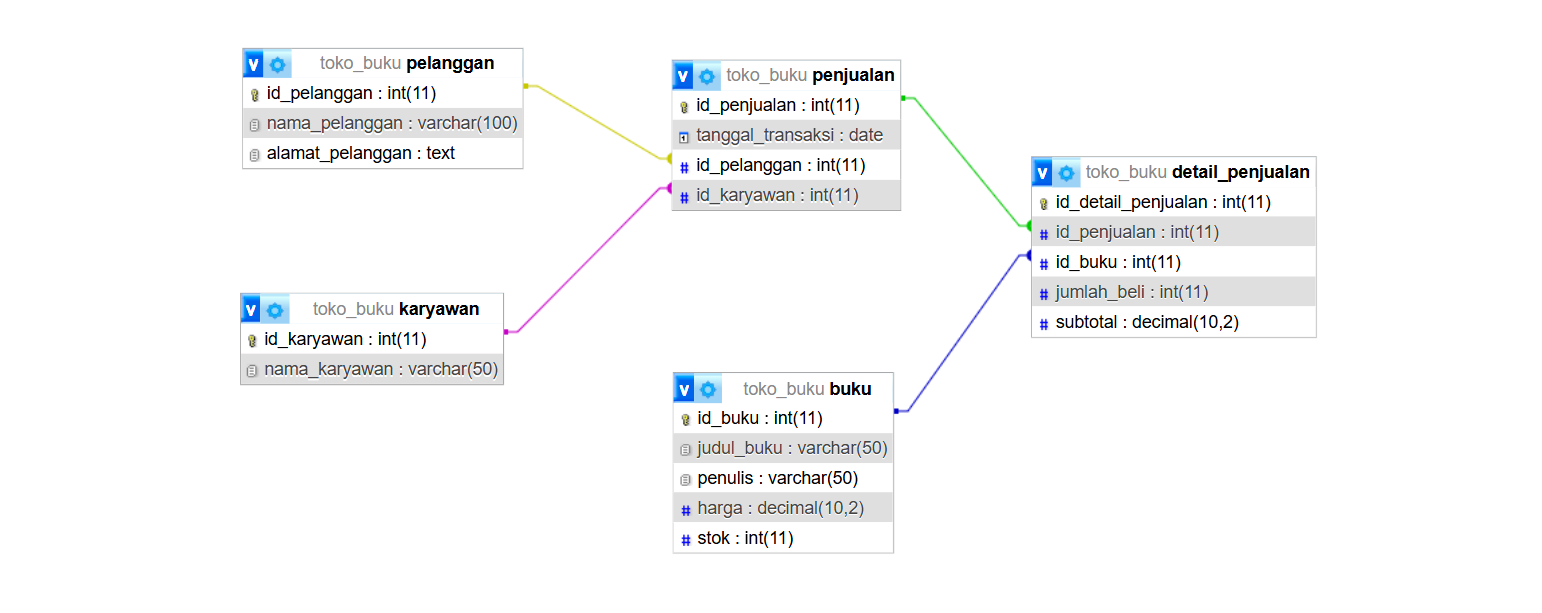 toko_buku pelanggan
id_pelanggan : int(11)
nama_pelanggan : varchar(100)
alamat_pelanggan : text
toko_buku penjualan
id_penjualan : int(11)
tanggal_transaksi : date
id_pelanggan : int(11)
id_karyawan : int(11)
toko_buku detail_penjualan
id_detail_penjualan : int(11)
id_penjualan : int(11)
id_buku : int(11)
jumlah_beli : int(11)
subtotal : decimal(10,2)
toko_buku karyawan
id_karyawan : int(11)
nama_karyawan : varchar(50)
toko_buku buku
id_buku : int(11)
judul_buku : varchar(50)
penulis : varchar(50)
harga : decimal(10,2)
stok : int(11)